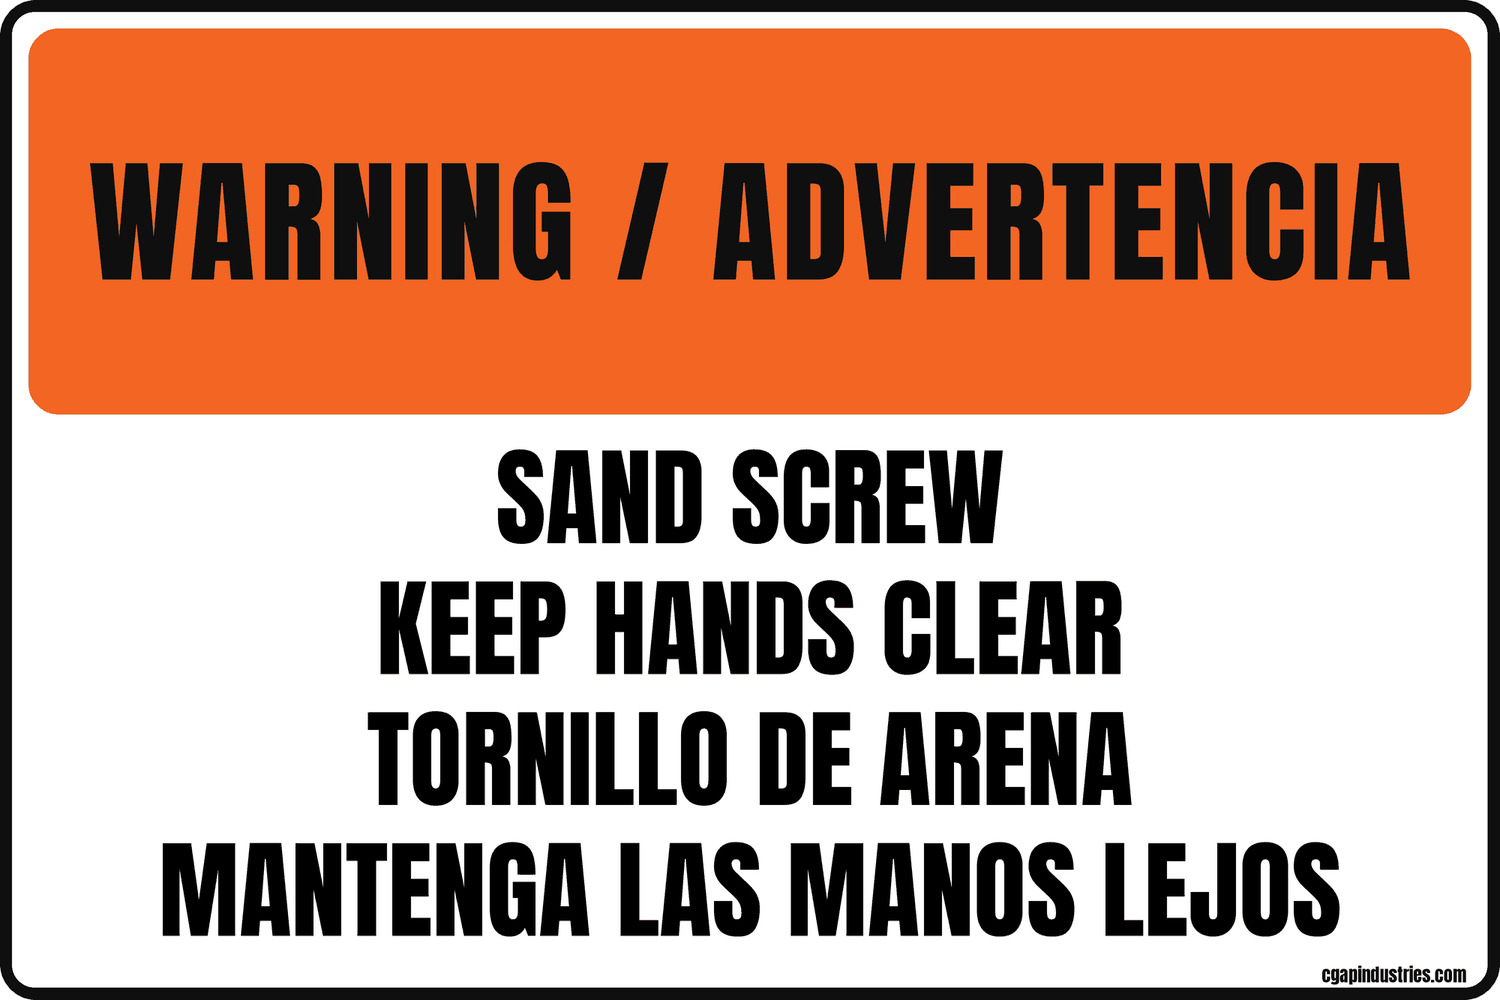 WARNING / ADVERTENCIA
SAND SCREW
KEEP HANDS CLEAR
TORNILLO DE ARENA
MANTENGA LAS MANOS LEJOS
cgapindustries.com